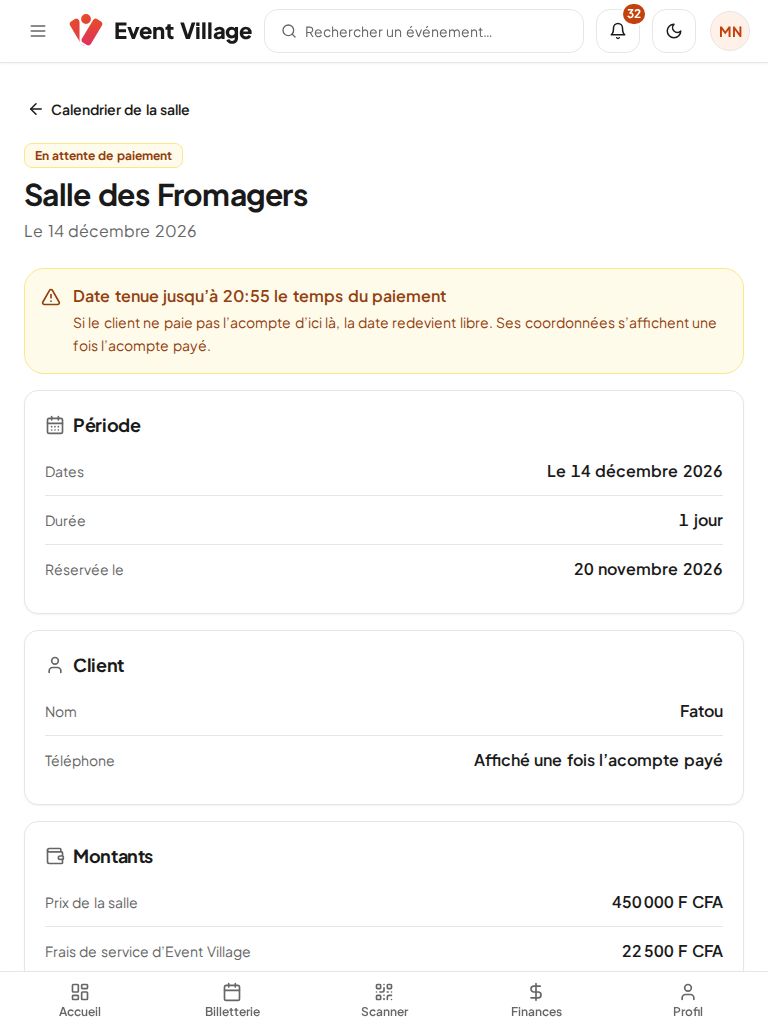 Event Village
Rechercher un événement…
32
MN
Calendrier de la salle
En attente de paiement
Salle des Fromagers
Le 14 décembre 2026
Date tenue jusqu’à 20:55 le temps du paiement
Si le client ne paie pas l’acompte d’ici là, la date redevient libre. Ses coordonnées s’affichent une
fois l’acompte payé.
Période
Dates Le 14 décembre 2026
Durée 1 jour
Réservée le 20 novembre 2026
Client
Nom Fatou
Téléphone Affiché une fois l’acompte payé
Montants
Prix de la salle 450 000 F CFA
Frais de service d’Event Village 22 500 F CFA
Accueil Billetterie Scanner Finances Profil